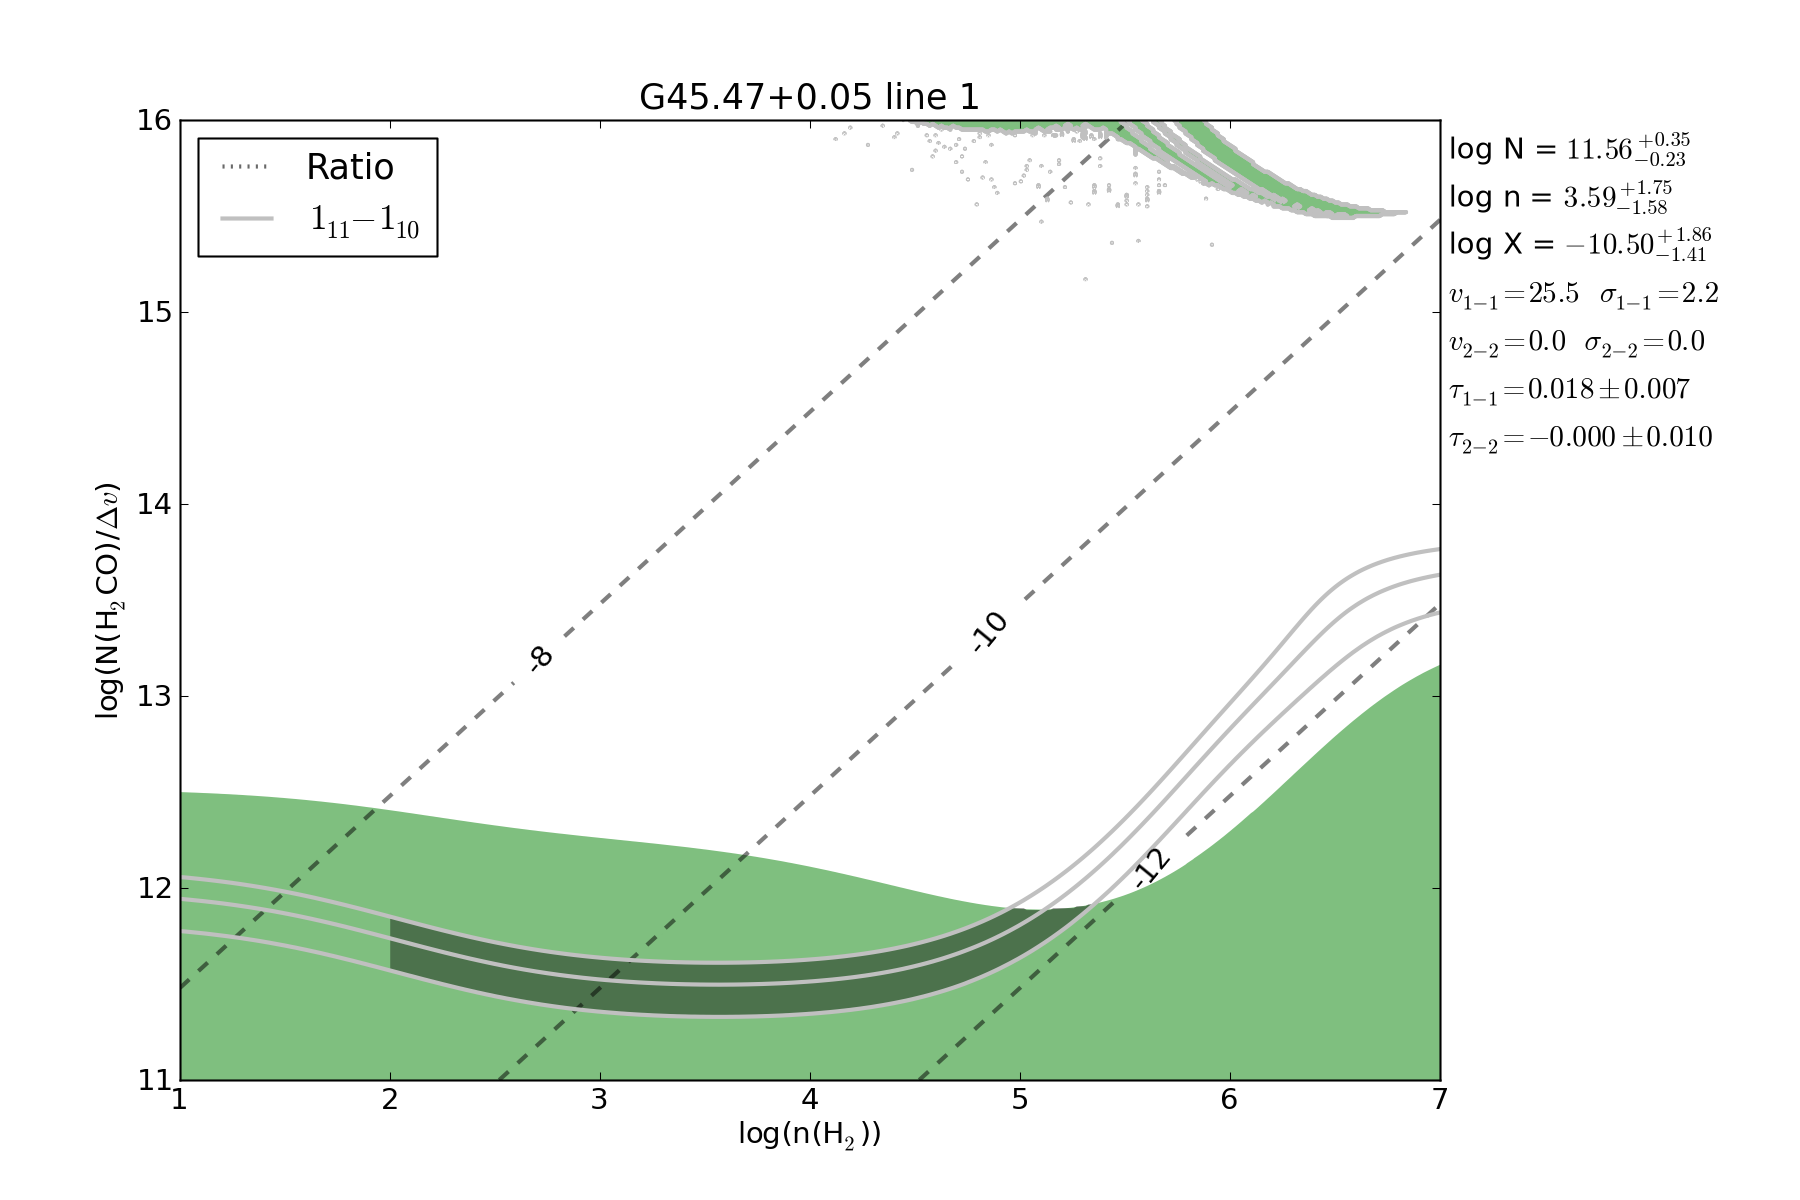 G45.47+0.05 line 1
16
15
14
13
12
11
log(N(H₂CO)/Δv)
Ratio
1₁₁−1₁₀
-8
-10
-12
1 2 3 4 5 6 7
log(n(H₂))
log N = 11.56^{+0.35}_{−0.23}
log n = 3.59^{+1.75}_{−1.58}
log X = −10.50^{+1.86}_{−1.41}
v₁₋₁=25.5 σ₁₋₁=2.2
v₂₋₂=0.0 σ₂₋₂=0.0
τ₁₋₁=0.018±0.007
τ₂₋₂=−0.000±0.010